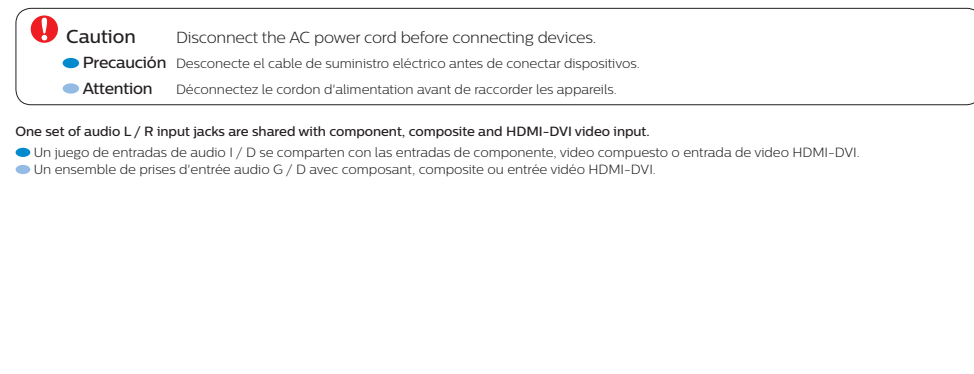 Caution Disconnect the AC power cord before connecting devices.
Precaución Desconecte el cable de suministro eléctrico antes de conectar dispositivos.
Attention Déconnectez le cordon d'alimentation avant de raccorder les appareils.
One set of audio L / R input jacks are shared with component, composite and HDMI-DVI video input.
Un juego de entradas de audio I / D se comparten con las entradas de componente, video compuesto o entrada de video HDMI-DVI.
Un ensemble de prises d'entrée audio G / D avec composant, composite ou entrée vidéo HDMI-DVI.